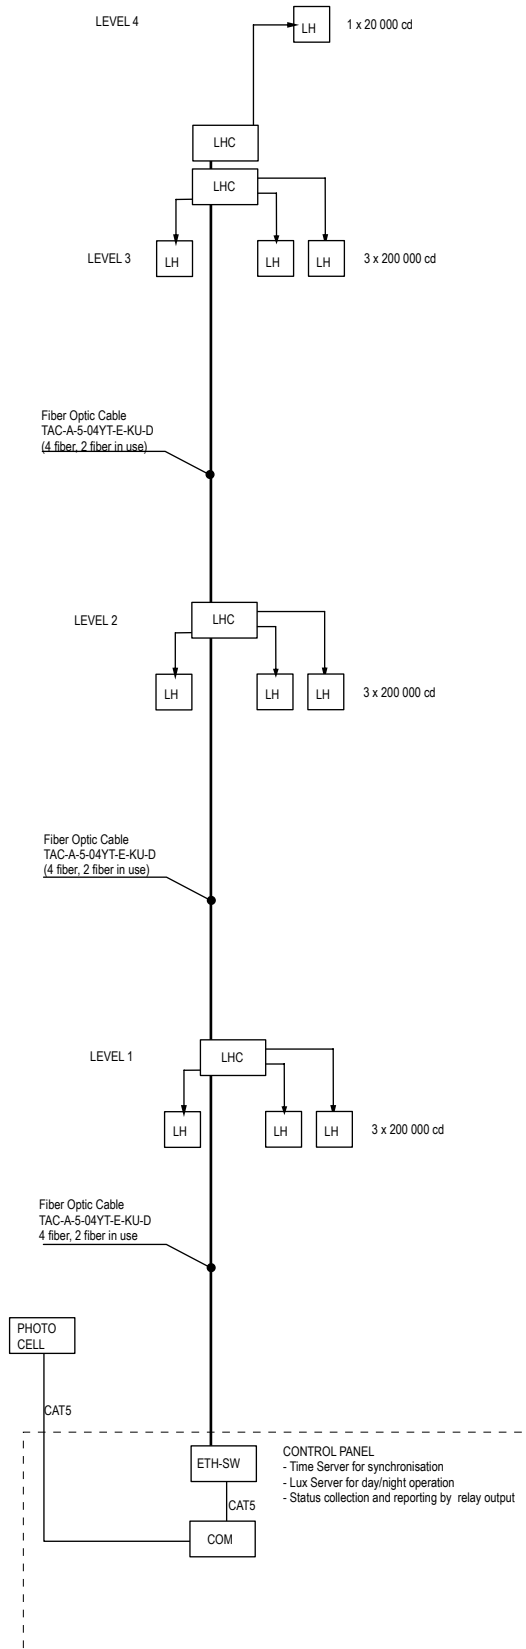 LEVEL 4
LH
1 x 20 000 cd
LHC
LHC
LEVEL 3
LH
LH
LH
3 x 200 000 cd
Fiber Optic Cable
TAC-A-5-04YT-E-KU-D
(4 fiber, 2 fiber in use)
LEVEL 2
LHC
LH
LH
LH
3 x 200 000 cd
Fiber Optic Cable
TAC-A-5-04YT-E-KU-D
(4 fiber, 2 fiber in use)
LEVEL 1
LHC
LH
LH
LH
3 x 200 000 cd
Fiber Optic Cable
TAC-A-5-04YT-E-KU-D
4 fiber, 2 fiber in use
PHOTO
CELL
CAT5
ETH-SW
CONTROL PANEL
- Time Server for synchronisation
- Lux Server for day/night operation
- Status collection and reporting by relay output
CAT5
COM